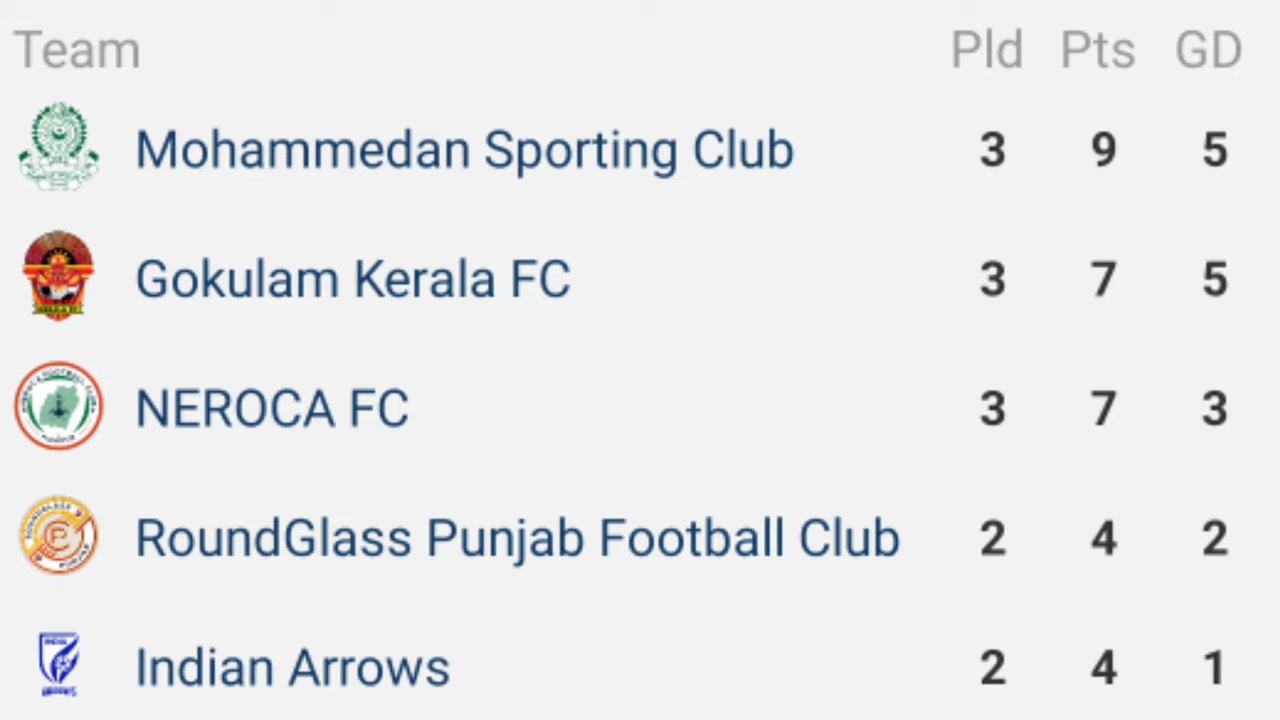 Team Pld Pts GD
Mohammedan Sporting Club 3 9 5
Gokulam Kerala FC 3 7 5
NEROCA FC 3 7 3
RoundGlass Punjab Football Club 2 4 2
Indian Arrows 2 4 1